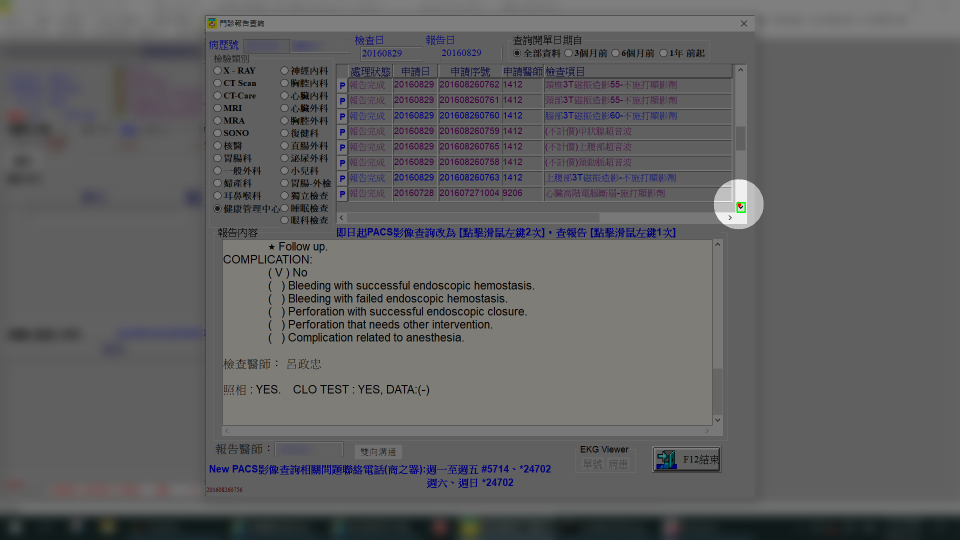 門診報告查詢
病歷號
檢查日 報告日 查詢開單日期自
20160829 20160829 全部資料 3個月前 6個月前 1年 前起
檢驗類別
X - RAY 神經內科
CT Scan 胸腔內科
CT-Care 心臟內科
MRI 心臟外科
MRA 胸腔外科
SONO 復健科
核醫 直腸外科
胃腸科 泌尿外科
一般外科 小兒科
婦產科 胃腸-外檢
耳鼻喉科 獨立檢查
健康管理中心 睡眠檢查
眼科檢查
處理狀態 申請日 申請序號 申請醫師 檢查項目
P 報告完成 20160829 201608260762 1412 頸椎3T磁振造影55-不施打顯影劑
P 報告完成 20160829 201608260761 1412 頭部3T磁振造影55-不施打顯影劑
P 報告完成 20160829 201608260760 1412 腦部3T磁振造影60-不施打顯影劑
P 報告完成 20160829 201608260759 1412 (不計價)甲狀腺超音波
P 報告完成 20160829 201608260765 1412 (不計價)上腹部超音波
P 報告完成 20160829 201608260758 1412 (不計價)頸動脈超音波
P 報告完成 20160829 201608260763 1412 上腹部3T磁振造影-不施打顯影劑
P 報告完成 20160728 201607271004 9206 心臟高階電腦斷層-施打顯影劑
報告內容 即日起PACS影像查詢改為 [點擊滑鼠左鍵2次]，查報告 [點擊滑鼠左鍵1次]
★ Follow up.
COMPLICATION:
( V ) No
( ) Bleeding with successful endoscopic hemostasis.
( ) Bleeding with failed endoscopic hemostasis.
( ) Perforation with successful endoscopic closure.
( ) Perforation that needs other intervention.
( ) Complication related to anesthesia.
檢查醫師： 呂政忠
照相 : YES. CLO TEST : YES, DATA:(-)
報告醫師： 雙向溝通 EKG Viewer
單號 病患 F12結束
New PACS影像查詢相關問題聯絡電話(商之器):週一至週五 #5714、*24702
週六、週日 *24702
201608260756